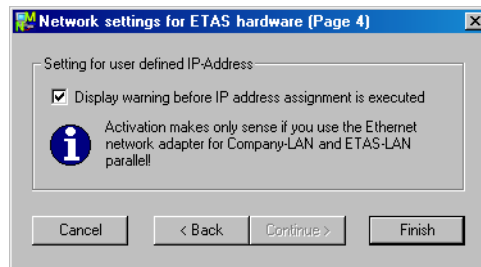 Network settings for ETAS hardware (Page 4)
Setting for user defined IP-Address
Display warning before IP address assignment is executed
Activation makes only sense if you use the Ethernet
network adapter for Company-LAN and ETAS-LAN
parallel!
Cancel
< Back
Continue >
Finish